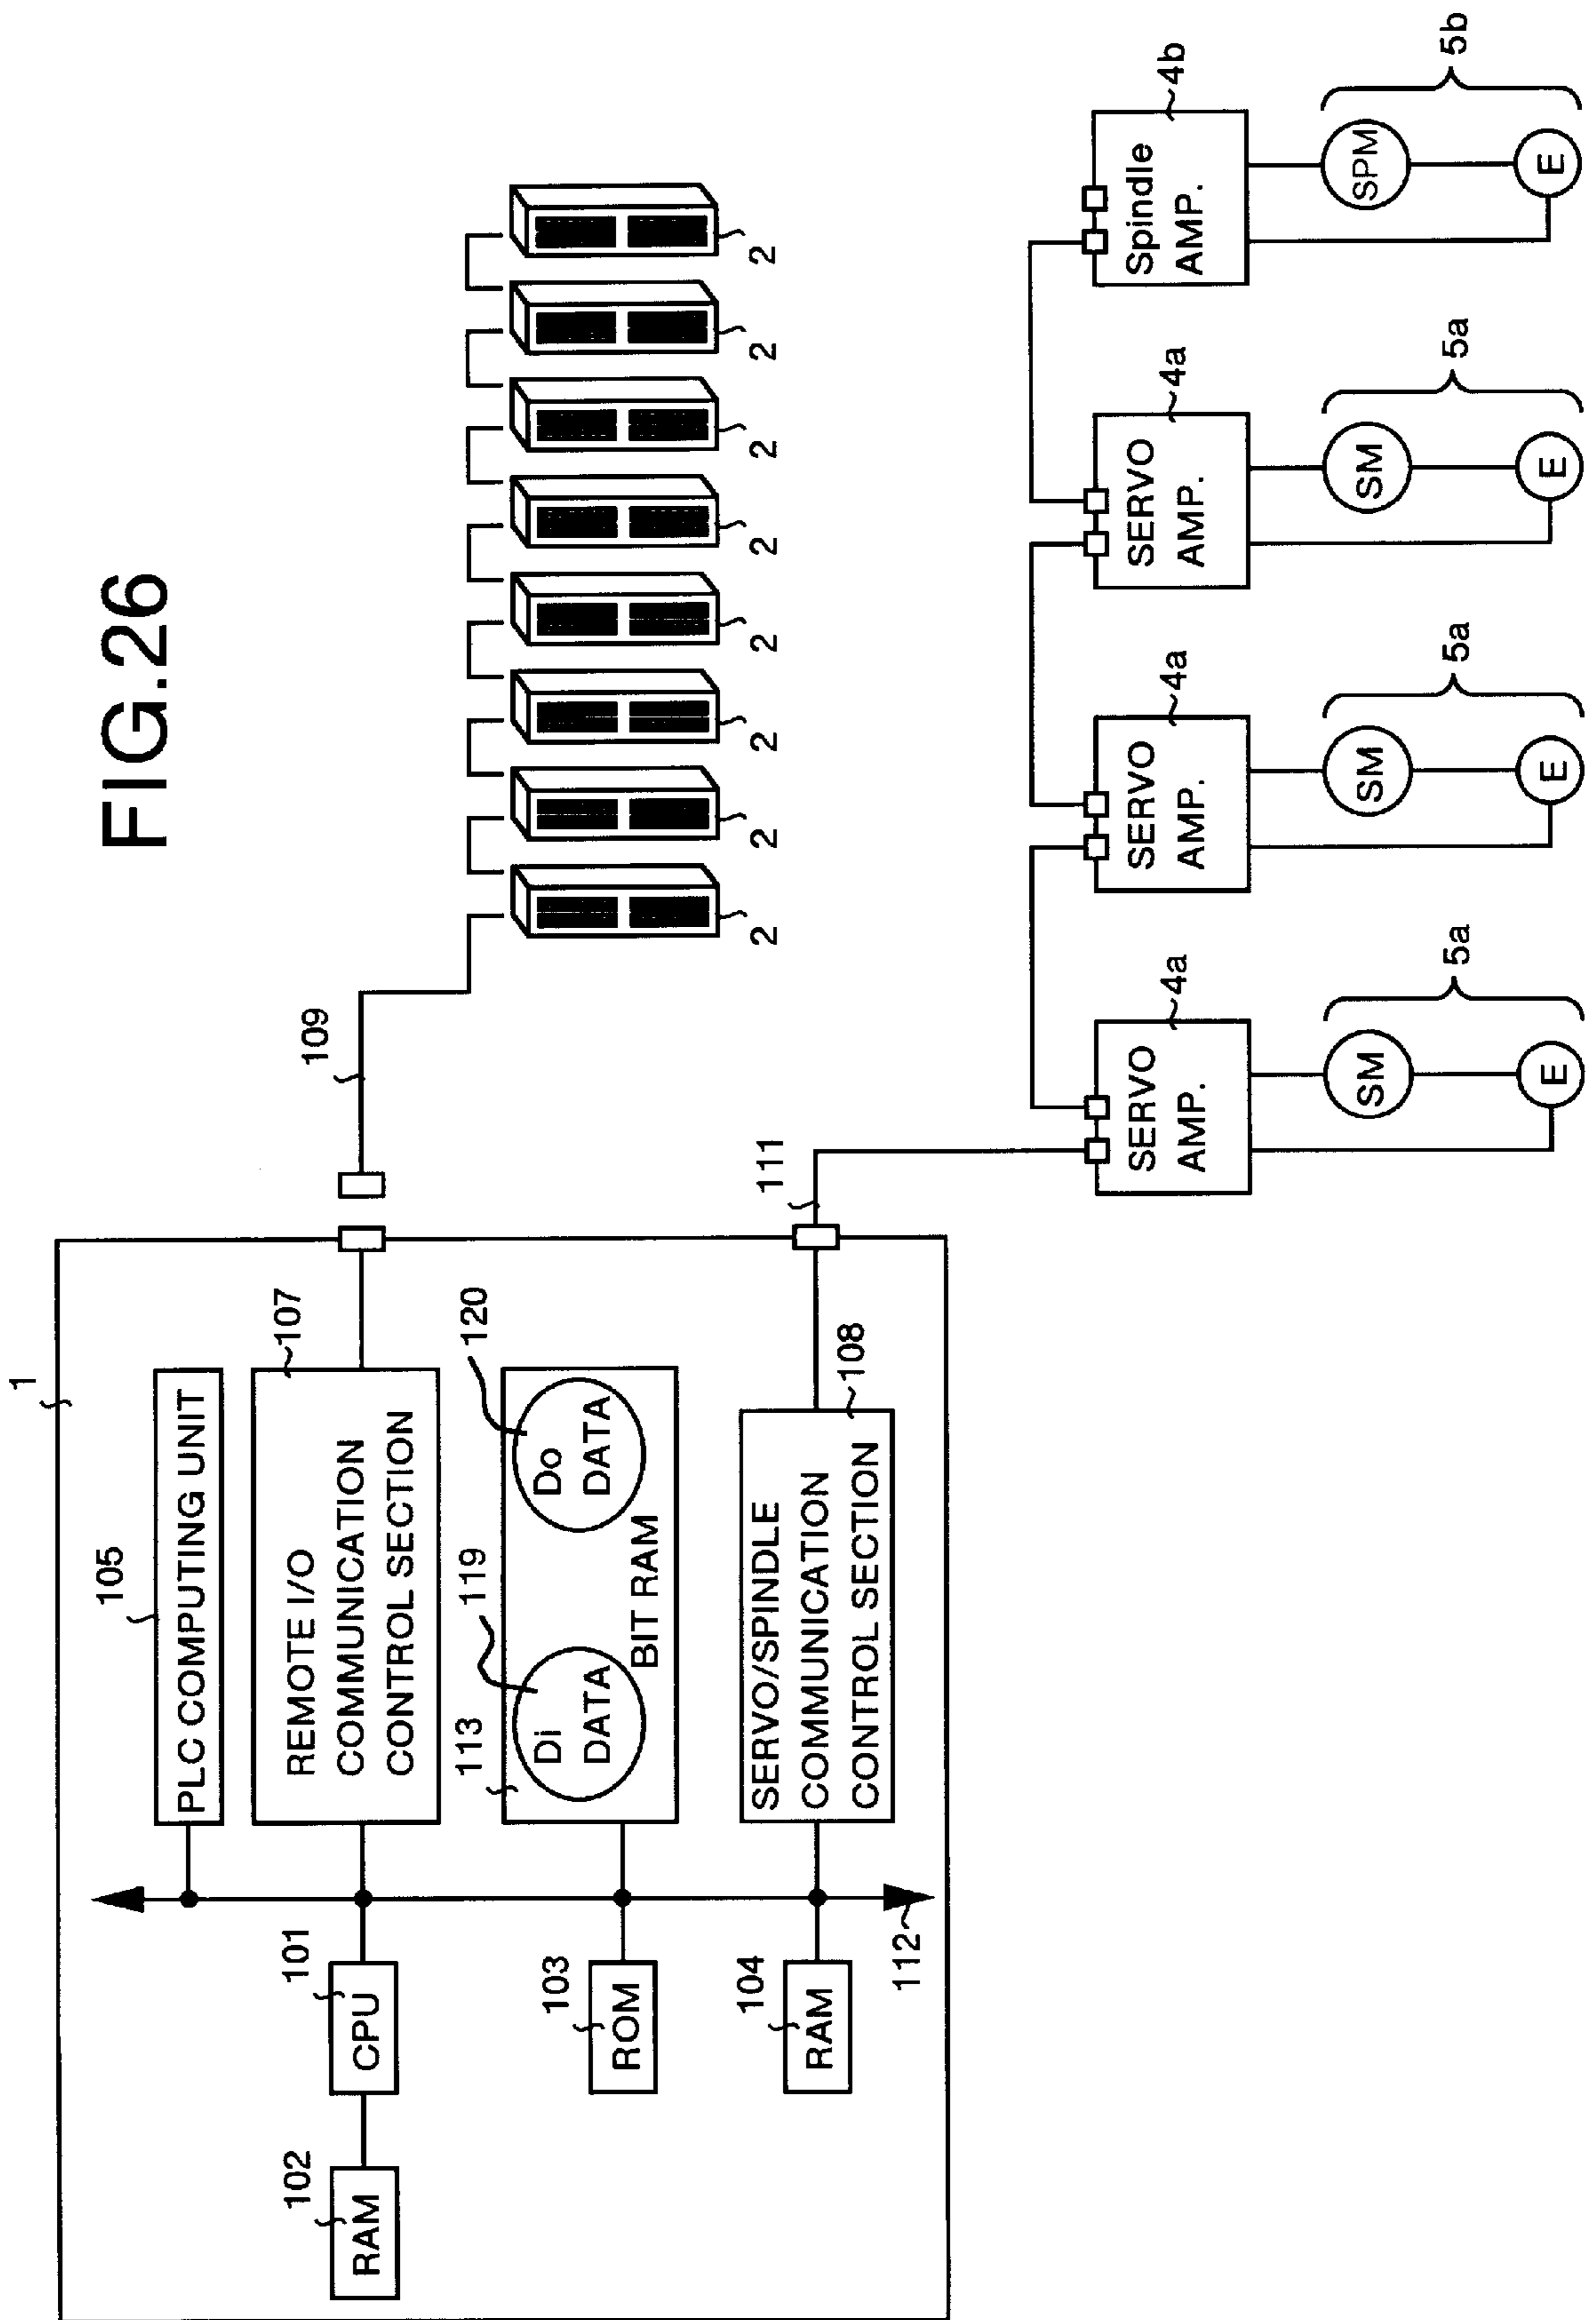 FIG.26
1
105
PLC COMPUTING UNIT
107
REMOTE I/O
COMMUNICATION
CONTROL SECTION
109
2
2
2
2
2
2
2
2
102
RAM
101
CPU
113
119
120
Di
DATA
Do
DATA
BIT RAM
103
ROM
104
RAM
112
SERVO/SPINDLE
COMMUNICATION
CONTROL SECTION
108
111
4a
SERVO
AMP.
SM
E
5a
4a
SERVO
AMP.
SM
E
5a
4a
SERVO
AMP.
SM
E
5a
4b
Spindle
AMP.
SPM
E
5b